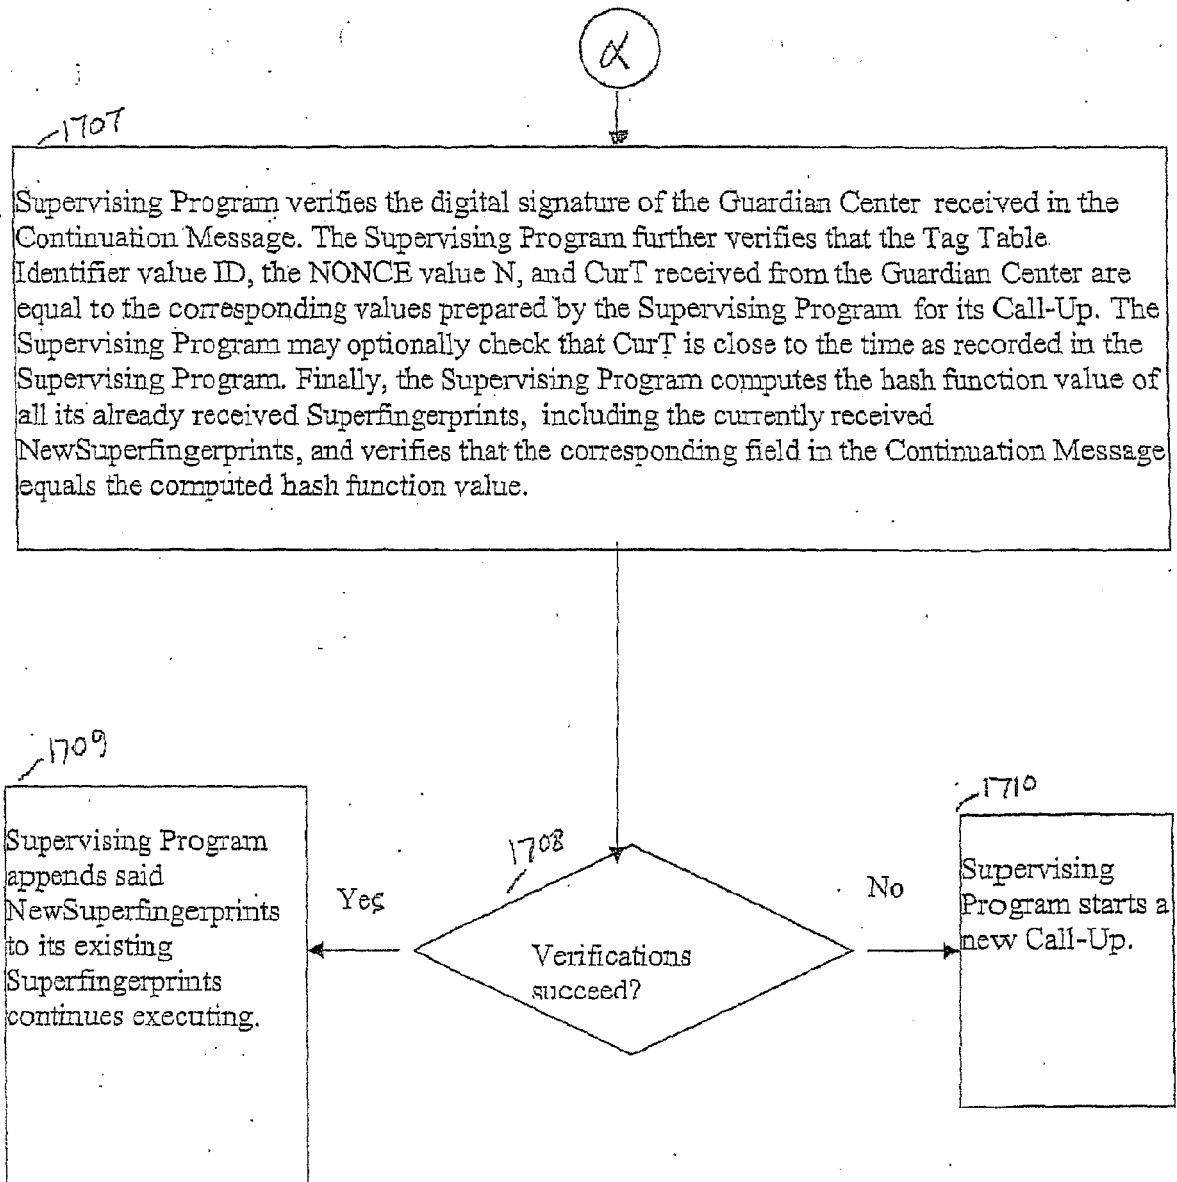 α
1707
Supervising Program verifies the digital signature of the Guardian Center received in the
Continuation Message. The Supervising Program further verifies that the Tag Table
Identifier value ID, the NONCE value N, and CurT received from the Guardian Center are
equal to the corresponding values prepared by the Supervising Program for its Call-Up. The
Supervising Program may optionally check that CurT is close to the time as recorded in the
Supervising Program. Finally, the Supervising Program computes the hash function value of
all its already received Superfingerprints, including the currently received
NewSuperfingerprints, and verifies that the corresponding field in the Continuation Message
equals the computed hash function value.
1709
Supervising Program
appends said
NewSuperfingerprints
to its existing
Superfingerprints
continues executing.
Yes
1708
Verifications
succeed?
No
1710
Supervising
Program starts a
new Call-Up.